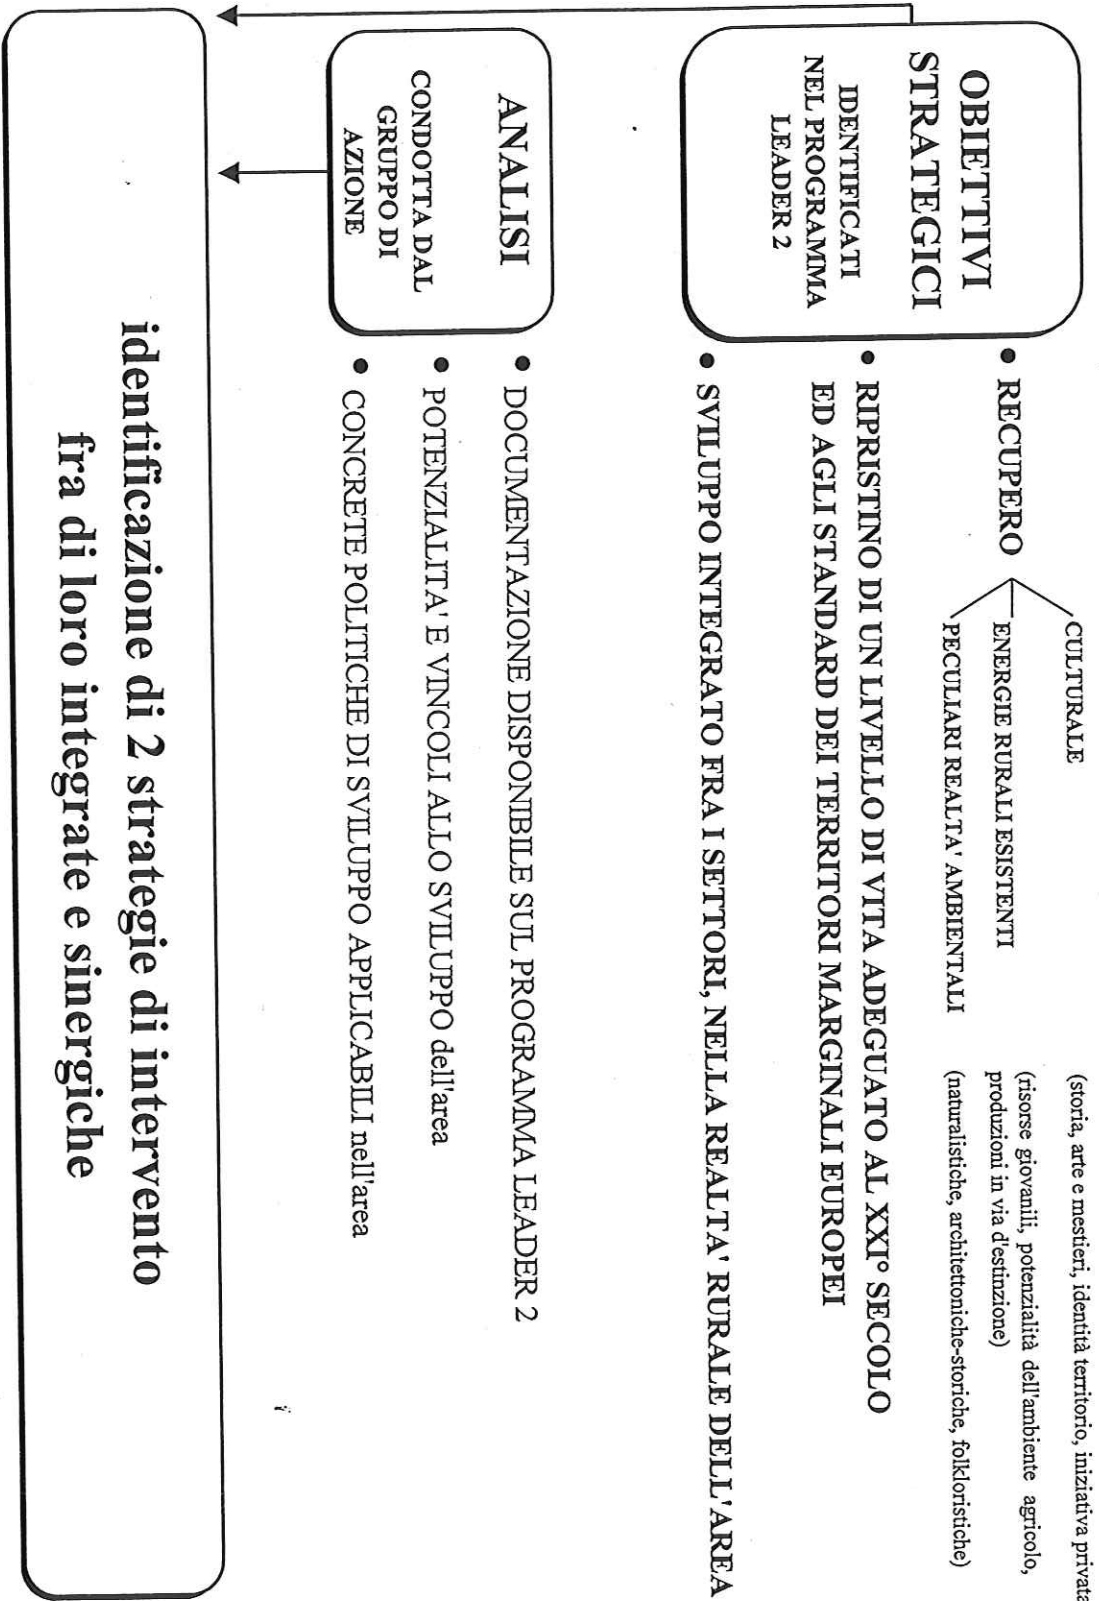 OBIETTIVI
STRATEGICI
IDENTIFICATI
NEL PROGRAMMA
LEADER 2
• RECUPERO
CULTURALE
(storia, arte e mestieri, identità territorio, iniziativa privata
ENERGIE RURALI ESISTENTI
(risorse giovanili, potenzialità dell'ambiente agricolo,
produzioni in via d'estinzione)
PECULIARI REALTA' AMBIENTALI
(naturalistiche, architettoniche-storiche, folkloristiche)
• RIPRISTINO DI UN LIVELLO DI VITA ADEGUATO AL XXI° SECOLO
ED AGLI STANDARD DEI TERRITORI MARGINALI EUROPEI
• SVILUPPO INTEGRATO FRA I SETTORI, NELLA REALTA' RURALE DELL'AREA
ANALISI
CONDOTTA DAL
GRUPPO DI
AZIONE
• DOCUMENTAZIONE DISPONIBILE SUL PROGRAMMA LEADER 2
• POTENZIALITA' E VINCOLI ALLO SVILUPPO dell'area
• CONCRETE POLITICHE DI SVILUPPO APPLICABILI nell'area
identificazione di 2 strategie di intervento
fra di loro integrate e sinergiche